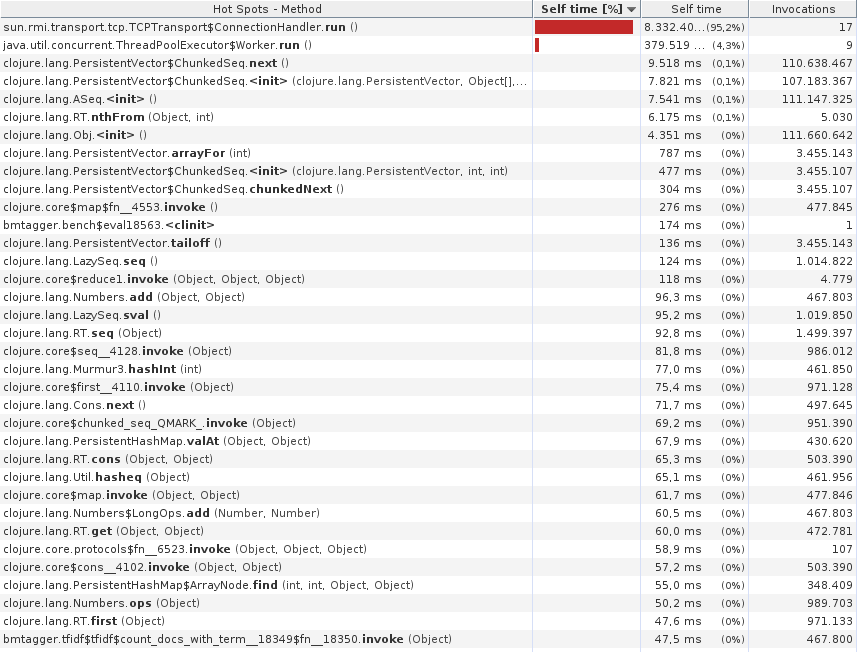 Hot Spots - Method Self time [%] Self time Invocations
sun.rmi.transport.tcp.TCPTransport$ConnectionHandler.run () 8.332.40... (95,2%) 17
java.util.concurrent.ThreadPoolExecutor$Worker.run () 379.519 ... (4,3%) 9
clojure.lang.PersistentVector$ChunkedSeq.next () 9.518 ms (0,1%) 110.638.467
clojure.lang.PersistentVector$ChunkedSeq.<init> (clojure.lang.PersistentVector, Object[],... 7.821 ms (0,1%) 107.183.367
clojure.lang.ASeq.<init> () 7.541 ms (0,1%) 111.147.325
clojure.lang.RT.nthFrom (Object, int) 6.175 ms (0,1%) 5.030
clojure.lang.Obj.<init> () 4.351 ms (0%) 111.660.642
clojure.lang.PersistentVector.arrayFor (int) 787 ms (0%) 3.455.143
clojure.lang.PersistentVector$ChunkedSeq.<init> (clojure.lang.PersistentVector, int, int) 477 ms (0%) 3.455.107
clojure.lang.PersistentVector$ChunkedSeq.chunkedNext () 304 ms (0%) 3.455.107
clojure.core$map$fn__4553.invoke () 276 ms (0%) 477.845
bmtagger.bench$eval18563.<clinit> 174 ms (0%) 1
clojure.lang.PersistentVector.tailoff () 136 ms (0%) 3.455.143
clojure.lang.LazySeq.seq () 124 ms (0%) 1.014.822
clojure.core$reduce1.invoke (Object, Object, Object) 118 ms (0%) 4.779
clojure.lang.Numbers.add (Object, Object) 96,3 ms (0%) 467.803
clojure.lang.LazySeq.sval () 95,2 ms (0%) 1.019.850
clojure.lang.RT.seq (Object) 92,8 ms (0%) 1.499.397
clojure.core$seq__4128.invoke (Object) 81,8 ms (0%) 986.012
clojure.lang.Murmur3.hashInt (int) 77,0 ms (0%) 461.850
clojure.core$first__4110.invoke (Object) 75,4 ms (0%) 971.128
clojure.lang.Cons.next () 71,7 ms (0%) 497.645
clojure.core$chunked_seq_QMARK_.invoke (Object) 69,2 ms (0%) 951.390
clojure.lang.PersistentHashMap.valAt (Object, Object) 67,9 ms (0%) 430.620
clojure.lang.RT.cons (Object, Object) 65,3 ms (0%) 503.390
clojure.lang.Util.hasheq (Object) 65,1 ms (0%) 461.956
clojure.core$map.invoke (Object, Object) 61,7 ms (0%) 477.846
clojure.lang.Numbers$LongOps.add (Number, Number) 60,5 ms (0%) 467.803
clojure.lang.RT.get (Object, Object) 60,0 ms (0%) 472.781
clojure.core.protocols$fn__6523.invoke (Object, Object, Object) 58,9 ms (0%) 107
clojure.core$cons__4102.invoke (Object, Object) 57,2 ms (0%) 503.390
clojure.lang.PersistentHashMap$ArrayNode.find (int, int, Object, Object) 55,0 ms (0%) 348.409
clojure.lang.Numbers.ops (Object) 50,2 ms (0%) 989.703
clojure.lang.RT.first (Object) 47,6 ms (0%) 971.133
bmtagger.tfidf$tfidf$count_docs_with_term__18349$fn__18350.invoke (Object) 47,5 ms (0%) 467.800